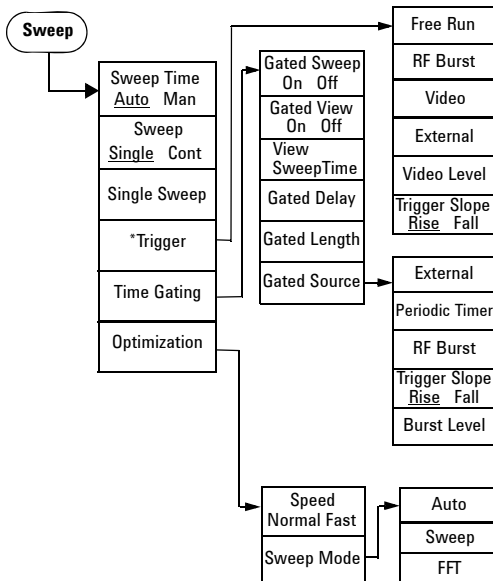 Sweep
Sweep Time
Auto Man
Sweep
Single Cont
Single Sweep
*Trigger
Time Gating
Optimization
Gated Sweep
On Off
Gated View
On Off
View
SweepTime
Gated Delay
Gated Length
Gated Source
Free Run
RF Burst
Video
External
Video Level
Trigger Slope
Rise Fall
External
Periodic Timer
RF Burst
Trigger Slope
Rise Fall
Burst Level
Speed
Normal Fast
Sweep Mode
Auto
Sweep
FFT